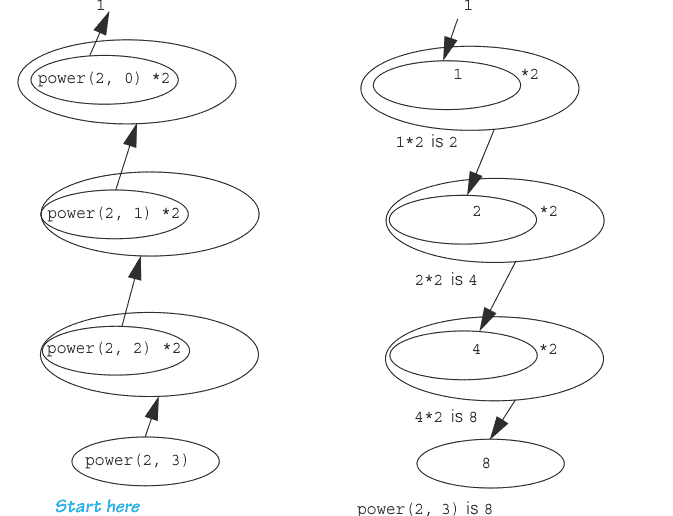 1
power(2, 0) *2
power(2, 1) *2
power(2, 2) *2
power(2, 3)
Start here
1
1 *2
1*2 is 2
2 *2
2*2 is 4
4 *2
4*2 is 8
8
power(2, 3) is 8